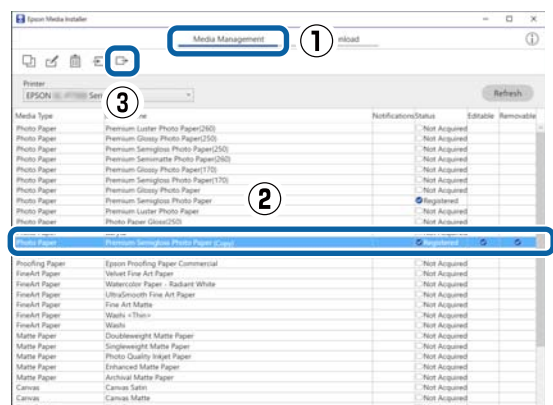 Epson Media Installer
Media Management
nload
1
3
Printer
EPSON Seri
Refresh
Media Type Notifications Status Editable Removable
Photo Paper Premium Luster Photo Paper(260) Not Acquired
Photo Paper Premium Glossy Photo Paper(250) Not Acquired
Photo Paper Premium Semigloss Photo Paper(250) Not Acquired
Photo Paper Premium Semimatte Photo Paper(260) Not Acquired
Photo Paper Premium Glossy Photo Paper(170) Not Acquired
Photo Paper Premium Semigloss Photo Paper(170) Not Acquired
Photo Paper Premium Glossy Photo Paper Not Acquired
Photo Paper Premium Semigloss Photo Paper Registered
Photo Paper Premium Luster Photo Paper Not Acquired
Photo Paper Photo Paper Gloss(250) Not Acquired
2
Photo Paper Premium Semigloss Photo Paper (Copy) Registered
Proofing Paper Epson Proofing Paper Commercial Not Acquired
FineArt Paper Velvet Fine Art Paper Not Acquired
FineArt Paper Watercolor Paper - Radiant White Not Acquired
FineArt Paper UltraSmooth Fine Art Paper Not Acquired
FineArt Paper Fine Art Matte Not Acquired
FineArt Paper Washi <Thin> Not Acquired
FineArt Paper Washi Not Acquired
Matte Paper Doubleweight Matte Paper Not Acquired
Matte Paper Singleweight Matte Paper Not Acquired
Matte Paper Photo Quality Inkjet Paper Not Acquired
Matte Paper Enhanced Matte Paper Not Acquired
Matte Paper Archival Matte Paper Not Acquired
Canvas Canvas Satin Not Acquired
Canvas Canvas Matte Not Acquired